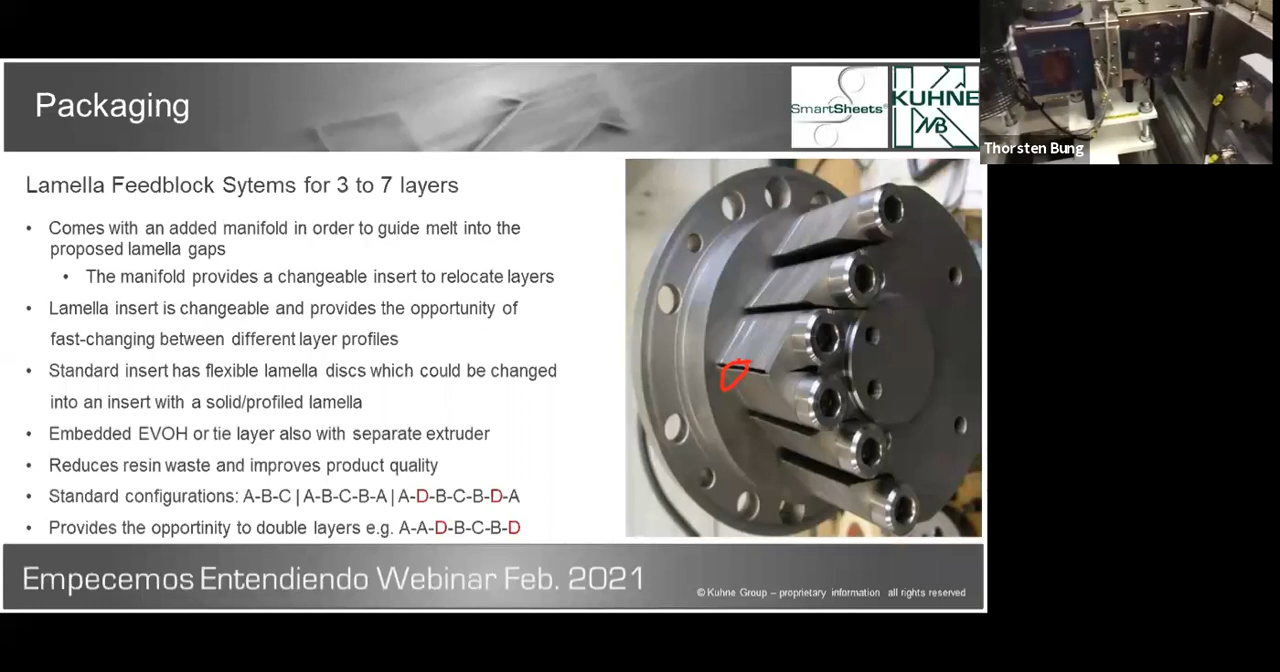 Packaging
SmartSheets®
KUHNE
NB
Thorsten Bung
Lamella Feedblock Sytems for 3 to 7 layers
• Comes with an added manifold in order to guide melt into the
proposed lamella gaps
• The manifold provides a changeable insert to relocate layers
• Lamella insert is changeable and provides the opportunity of
fast-changing between different layer profiles
• Standard insert has flexible lamella discs which could be changed
into an insert with a solid/profiled lamella
• Embedded EVOH or tie layer also with separate extruder
• Reduces resin waste and improves product quality
• Standard configurations: A-B-C | A-B-C-B-A | A-D-B-C-B-D-A
• Provides the opportinity to double layers e.g. A-A-D-B-C-B-D
Empecemos Entendiendo Webinar Feb. 2021
© Kuhne Group – proprietary information all rights reserved